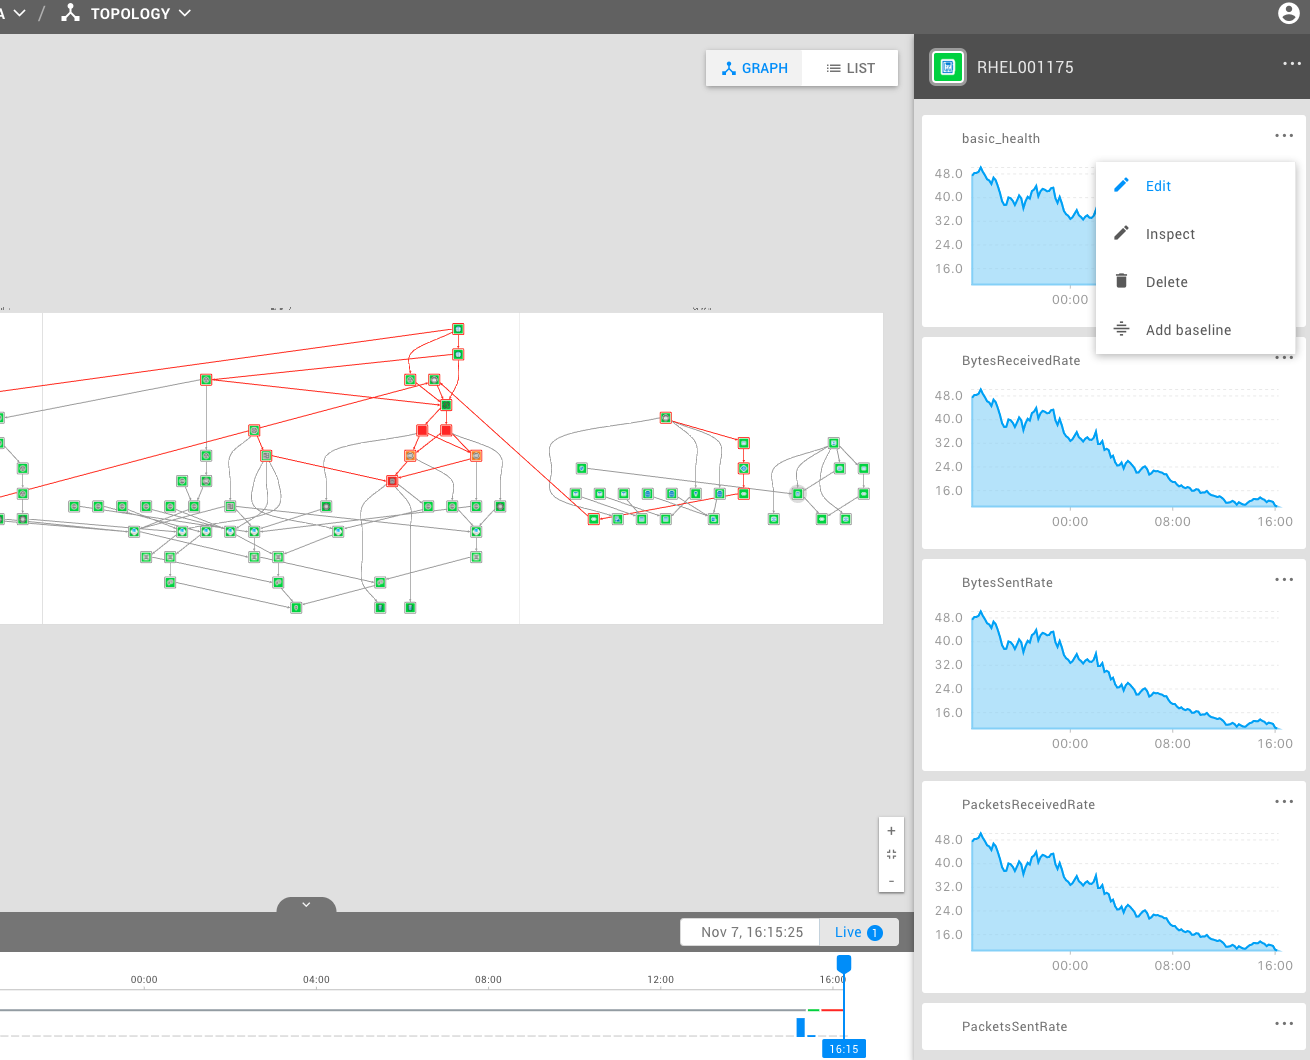 A / TOPOLOGY
GRAPH LIST
RHEL001175
basic_health
48.0
40.0
32.0
24.0
16.0
00:00
Edit
Inspect
Delete
Add baseline
BytesReceivedRate
48.0
40.0
32.0
24.0
16.0
00:00 08:00 16:00
BytesSentRate
48.0
40.0
32.0
24.0
16.0
00:00 08:00 16:00
PacketsReceivedRate
48.0
40.0
32.0
24.0
16.0
00:00 08:00 16:00
PacketsSentRate
+
-
Nov 7, 16:15:25 Live 1
00:00 04:00 08:00 12:00 16:00
16:15